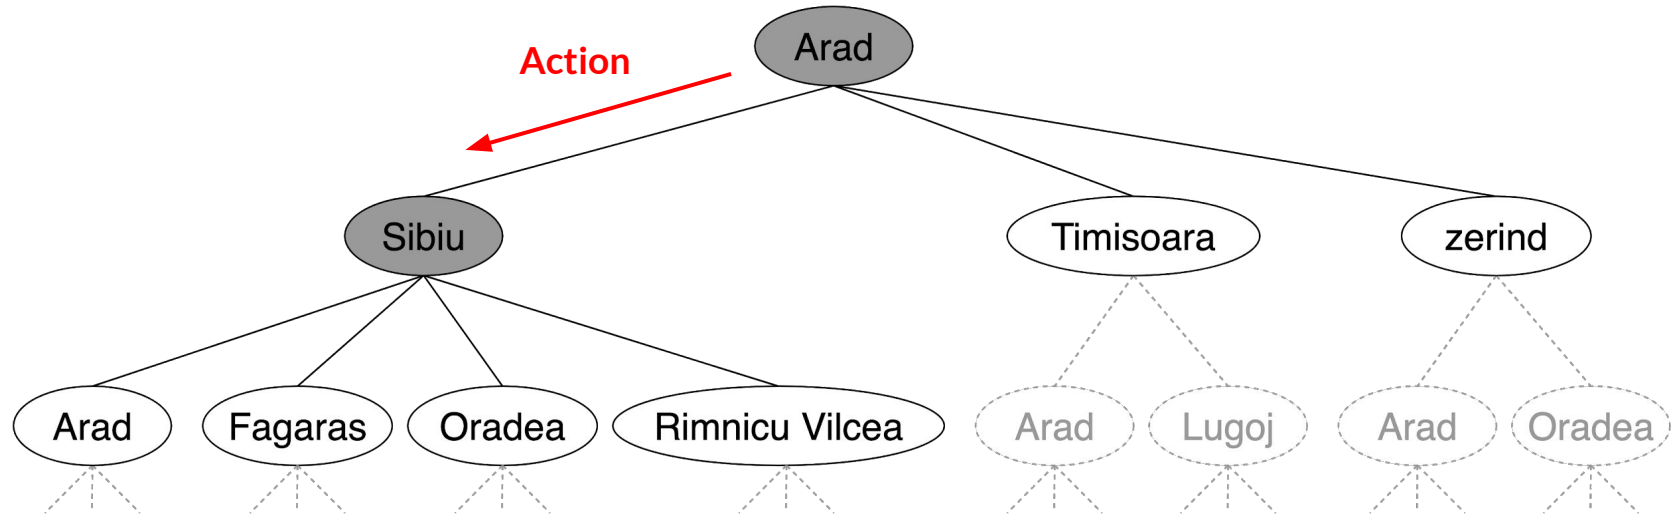 Arad
Action
Sibiu
Timisoara
zerind
Arad
Fagaras
Oradea
Rimnicu Vilcea
Arad
Lugoj
Arad
Oradea